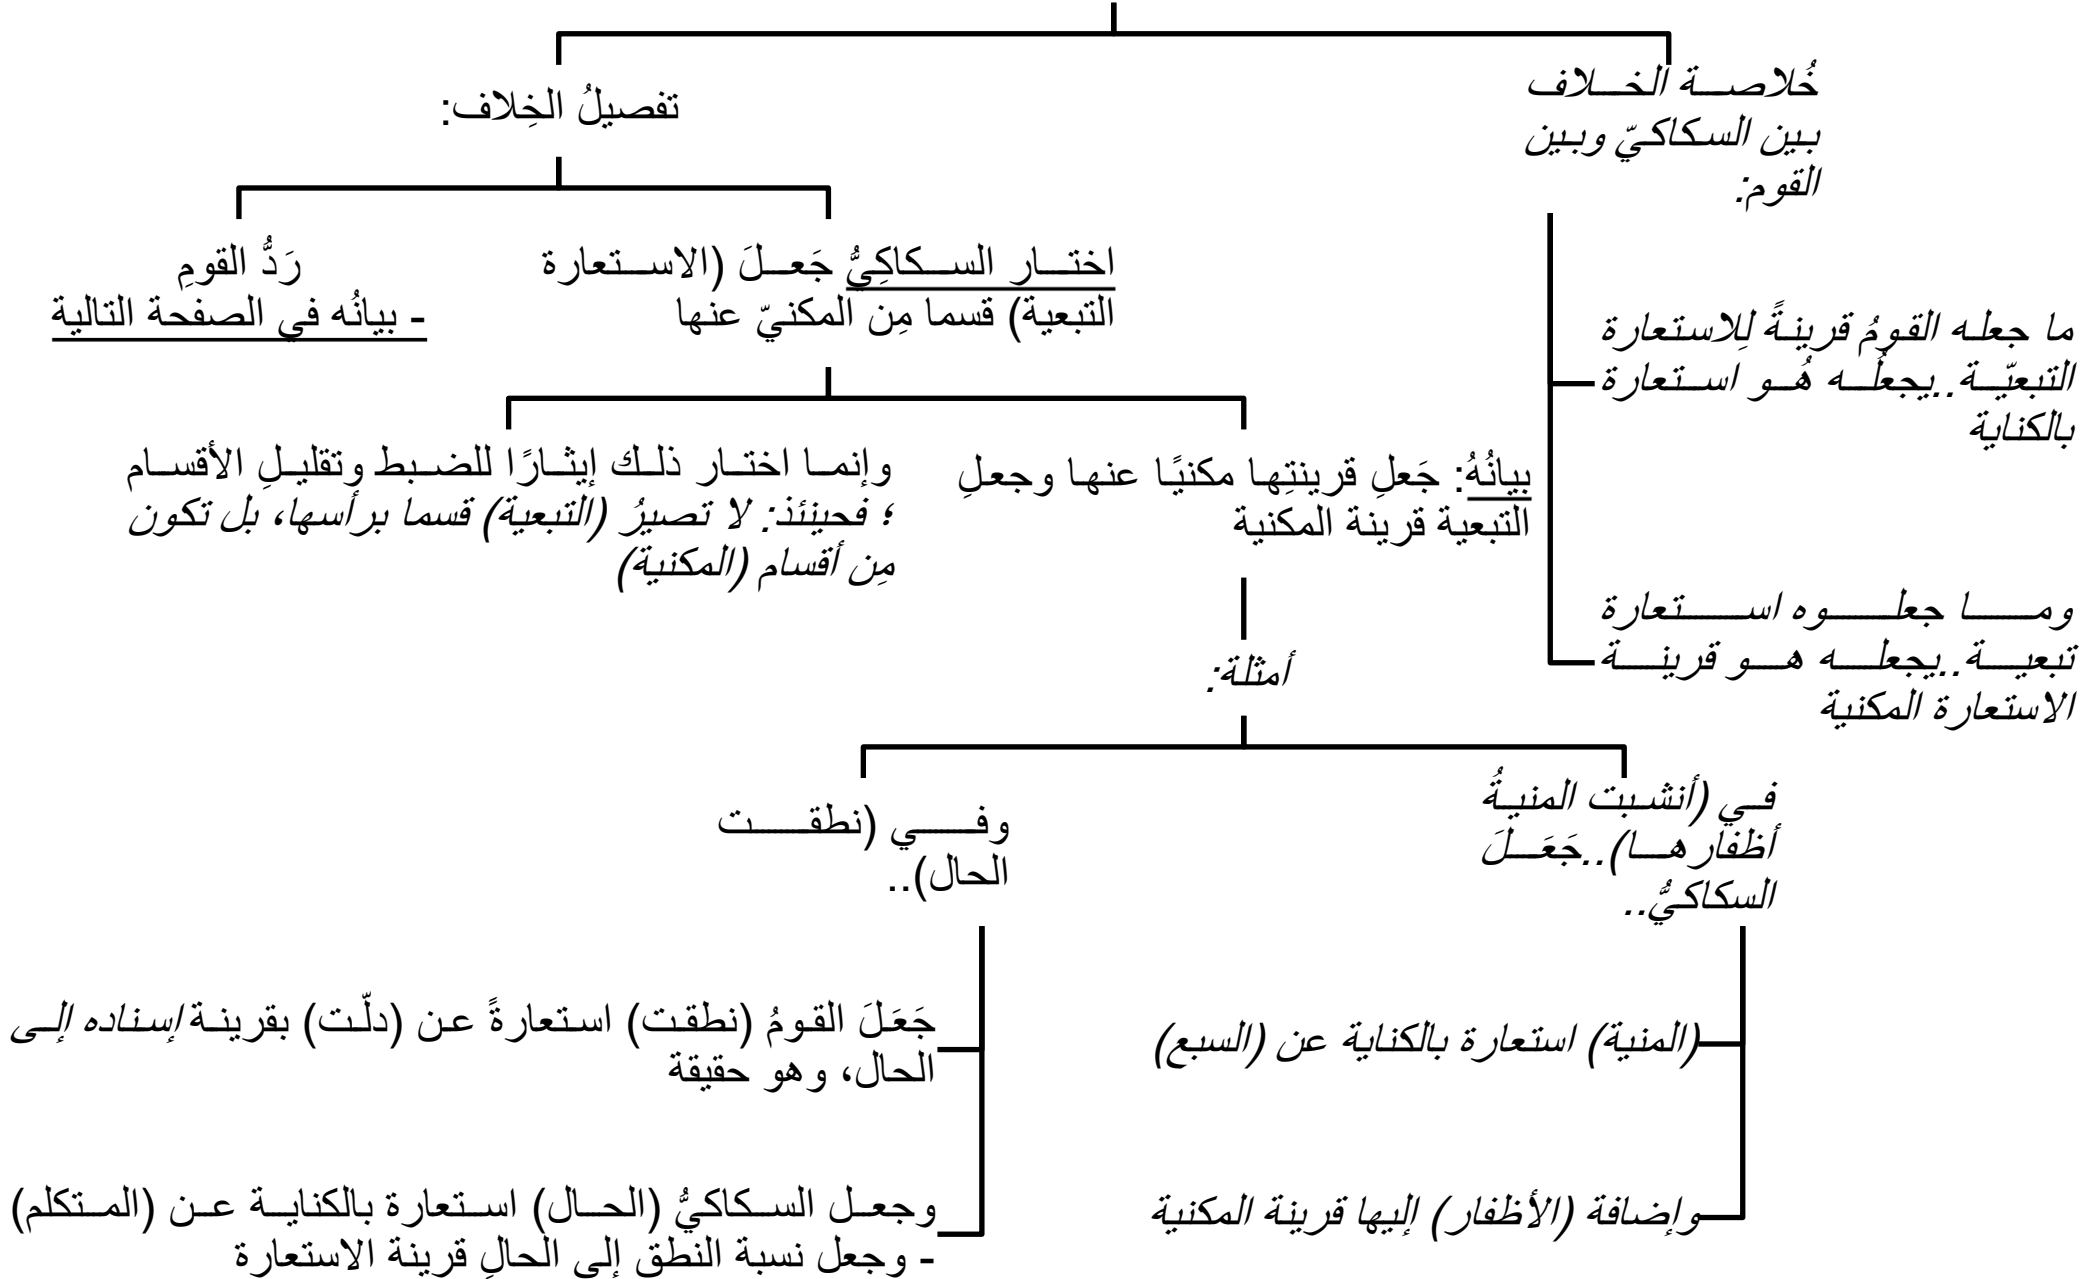 خُلاصة الخلاف
بين السكاكيّ وبين
القوم:
ما جعله القومُ قرينةً لِلاستعارة
التبعيّة..يجعلُه هُو استعارة
بالكناية
وما جعلوه استعارة
تبعية..يجعله هو قرينة
الاستعارة المكنية
تفصيلُ الخِلاف:
اختار السكاكِيُّ جَعلَ (الاستعارة
التبعية) قسما مِن المكنيّ عنها
بيانُهُ: جَعلِ قرينتِها مكنيًا عنها وجعلِ
التبعية قرينة المكنية
أمثلة:
في (أنشبت المنيةُ
أظفارها)..جَعَلَ
السكاكيُّ..
(المنية) استعارة بالكناية عن (السبع)
وإضافة (الأظفار) إليها قرينة المكنية
وفي (نطقت
الحال)..
جَعَلَ القومُ (نطقت) استعارةً عن (دلّت) بقرينة إسناده إلى
الحال، وهو حقيقة
وجعل السكاكيُّ (الحال) استعارة بالكناية عن (المتكلم)
- وجعل نسبة النطق إلى الحالِ قرينة الاستعارة
وإنما اختار ذلك إيثارًا للضبط وتقليلِ الأقسام
؛ فحينئذ: لا تصيرُ (التبعية) قسما برأسها، بل تكون
مِن أقسام (المكنية)
رَدُّ القومِ
- بيانُه في الصفحة التالية